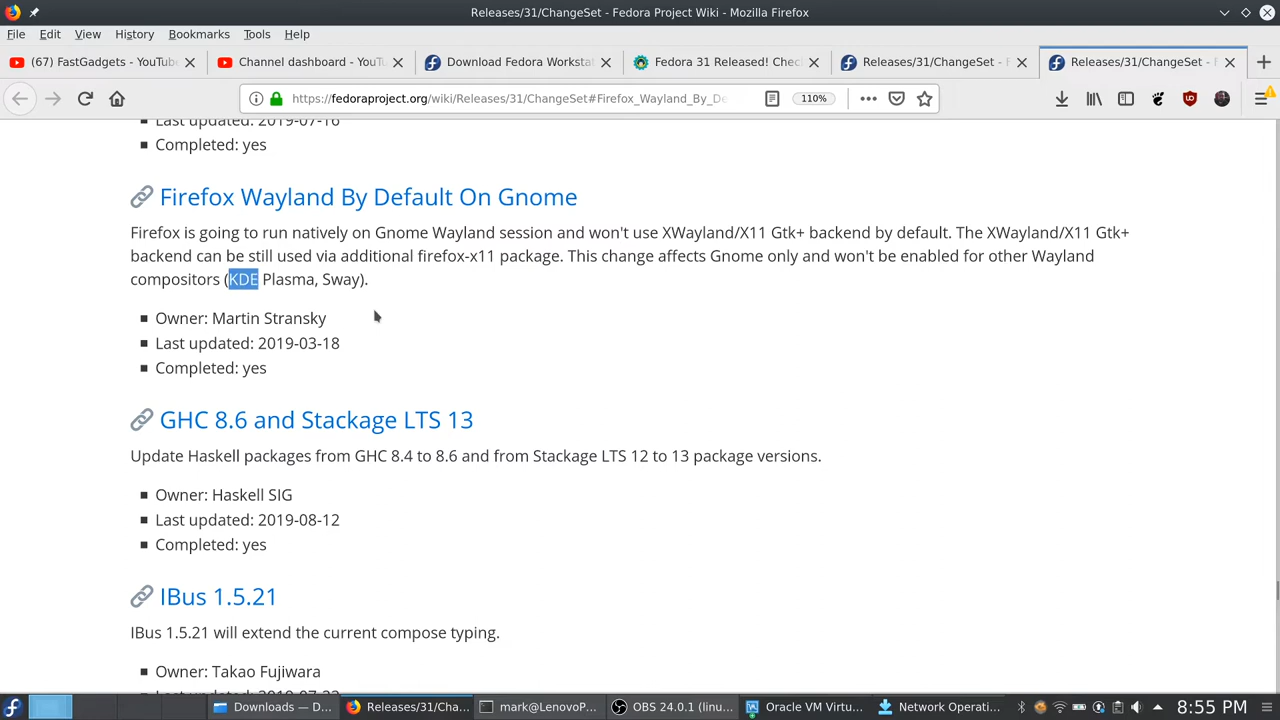 Releases/31/ChangeSet - Fedora Project Wiki - Mozilla Firefox
File Edit View History Bookmarks Tools Help
(67) FastGadgets - YouTube
Channel dashboard - YouTu
Download Fedora Worksta
Fedora 31 Released! Chec
Releases/31/ChangeSet - F
Releases/31/ChangeSet - F
https://fedoraproject.org/wiki/Releases/31/ChangeSet#Firefox_Wayland_By_De
110%
Last updated: 2019-07-16
Completed: yes
Firefox Wayland By Default On Gnome
Firefox is going to run natively on Gnome Wayland session and won't use XWayland/X11 Gtk+ backend by default. The XWayland/X11 Gtk+
backend can be still used via additional firefox-x11 package. This change affects Gnome only and won't be enabled for other Wayland
compositors (KDE Plasma, Sway).
Owner: Martin Stransky
Last updated: 2019-03-18
Completed: yes
GHC 8.6 and Stackage LTS 13
Update Haskell packages from GHC 8.4 to 8.6 and from Stackage LTS 12 to 13 package versions.
Owner: Haskell SIG
Last updated: 2019-08-12
Completed: yes
IBus 1.5.21
IBus 1.5.21 will extend the current compose typing.
Owner: Takao Fujiwara
Downloads — D...
Releases/31/Cha...
mark@LenovoP...
OBS 24.0.1 (linu...
Oracle VM Virtu...
Network Operati...
8:55 PM